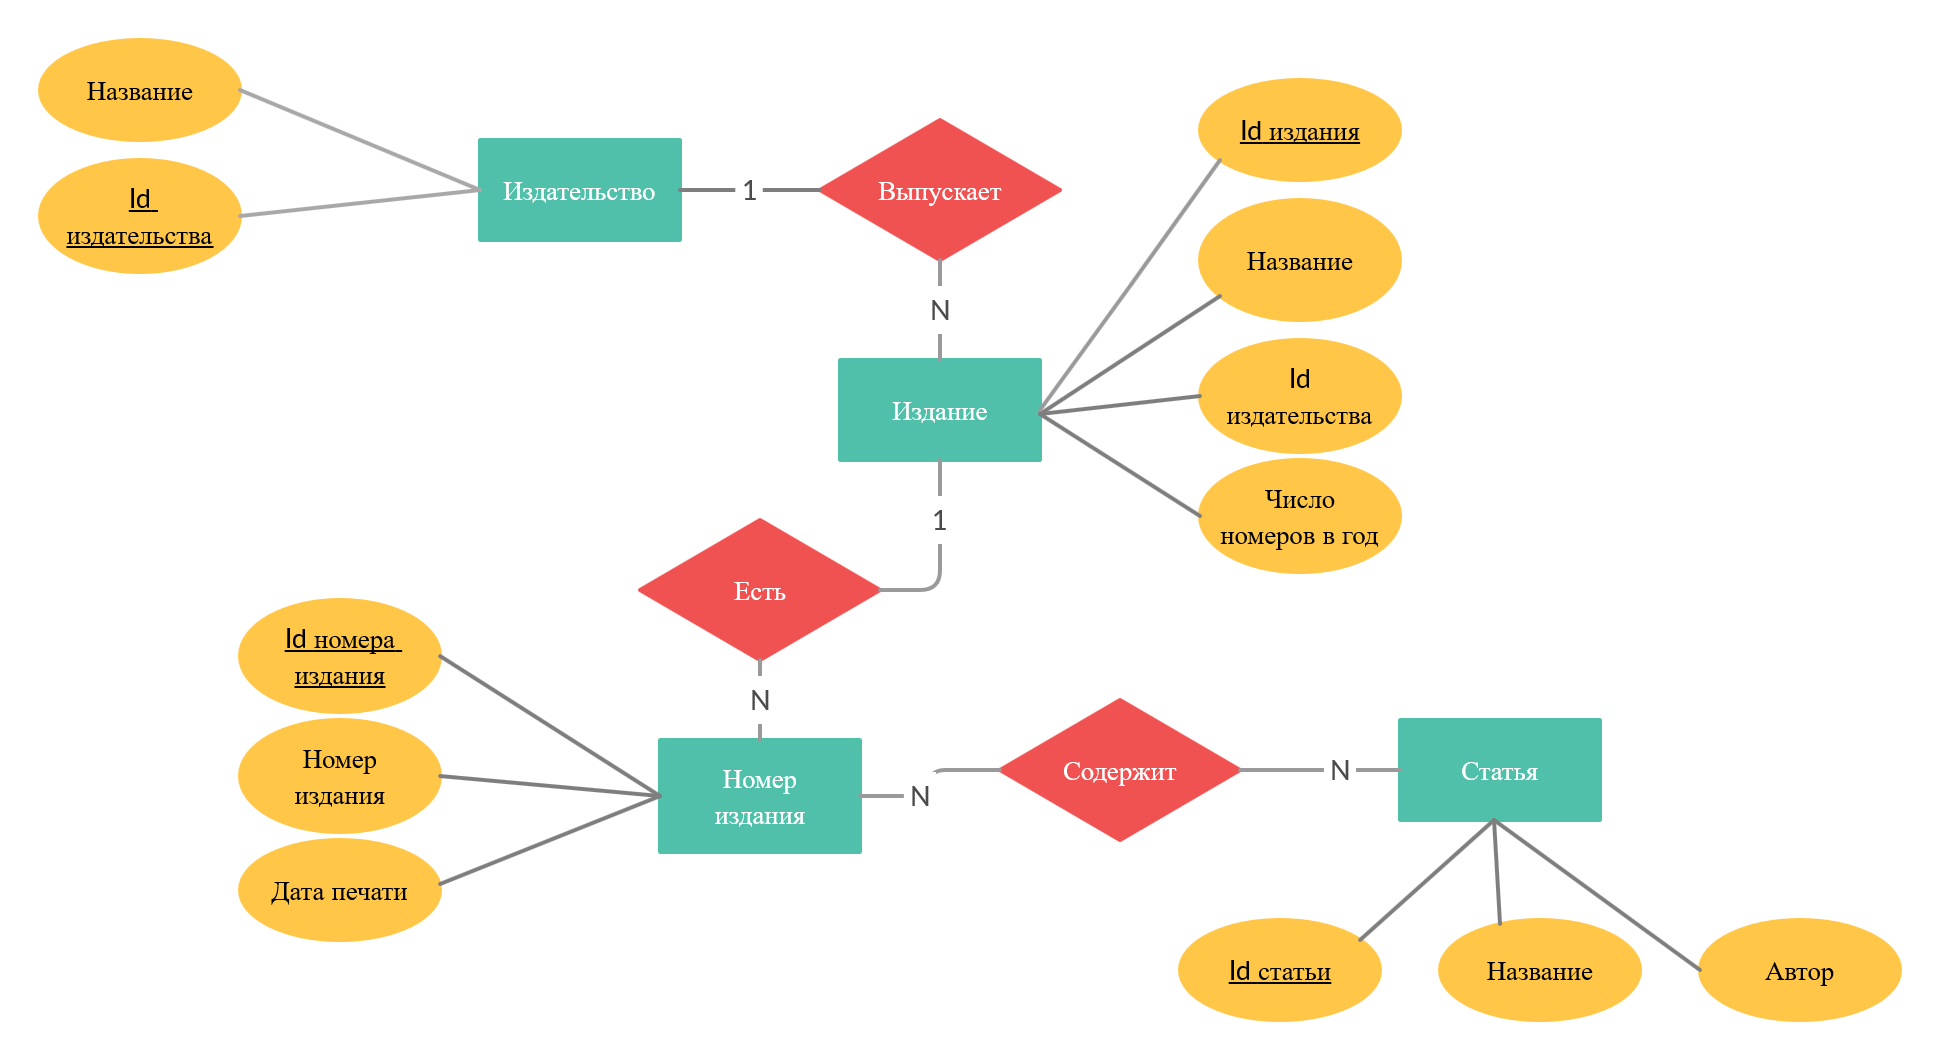 Название
Id
издательства
Издательство
1
Выпускает
N
Id издания
Название
Id
издательства
Число
номеров в год
Издание
1
Есть
N
Id номера
издания
Номер
издания
Дата печати
Номер
издания
N
Содержит
N
Статья
Id статьи
Название
Автор